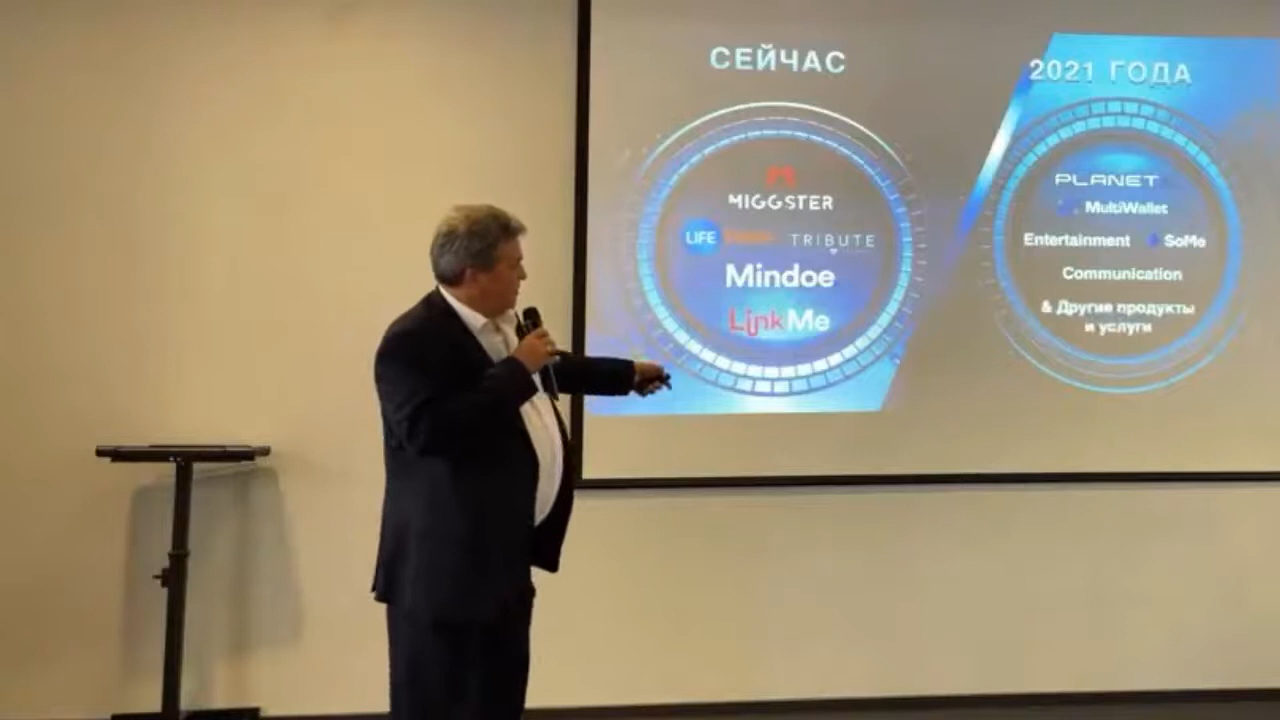 СЕЙЧАС
MIGGSTER
LIFE
TRIBUTE
Mindoe
LinkMe
2021 ГОДА
PLANET
MultiWallet
Entertainment SoMe
Communication
& Другие продукты
и услуги